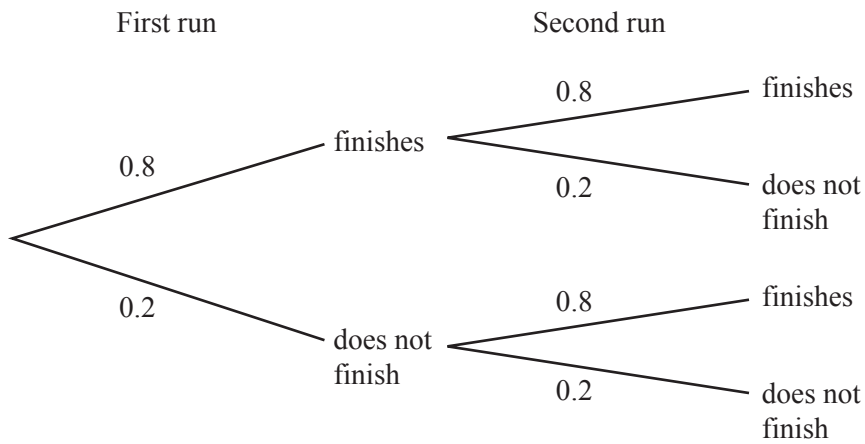 First run
Second run
0.8
finishes
0.8
finishes
0.2
does not
finish
0.2
does not
finish
0.8
finishes
0.2
does not
finish